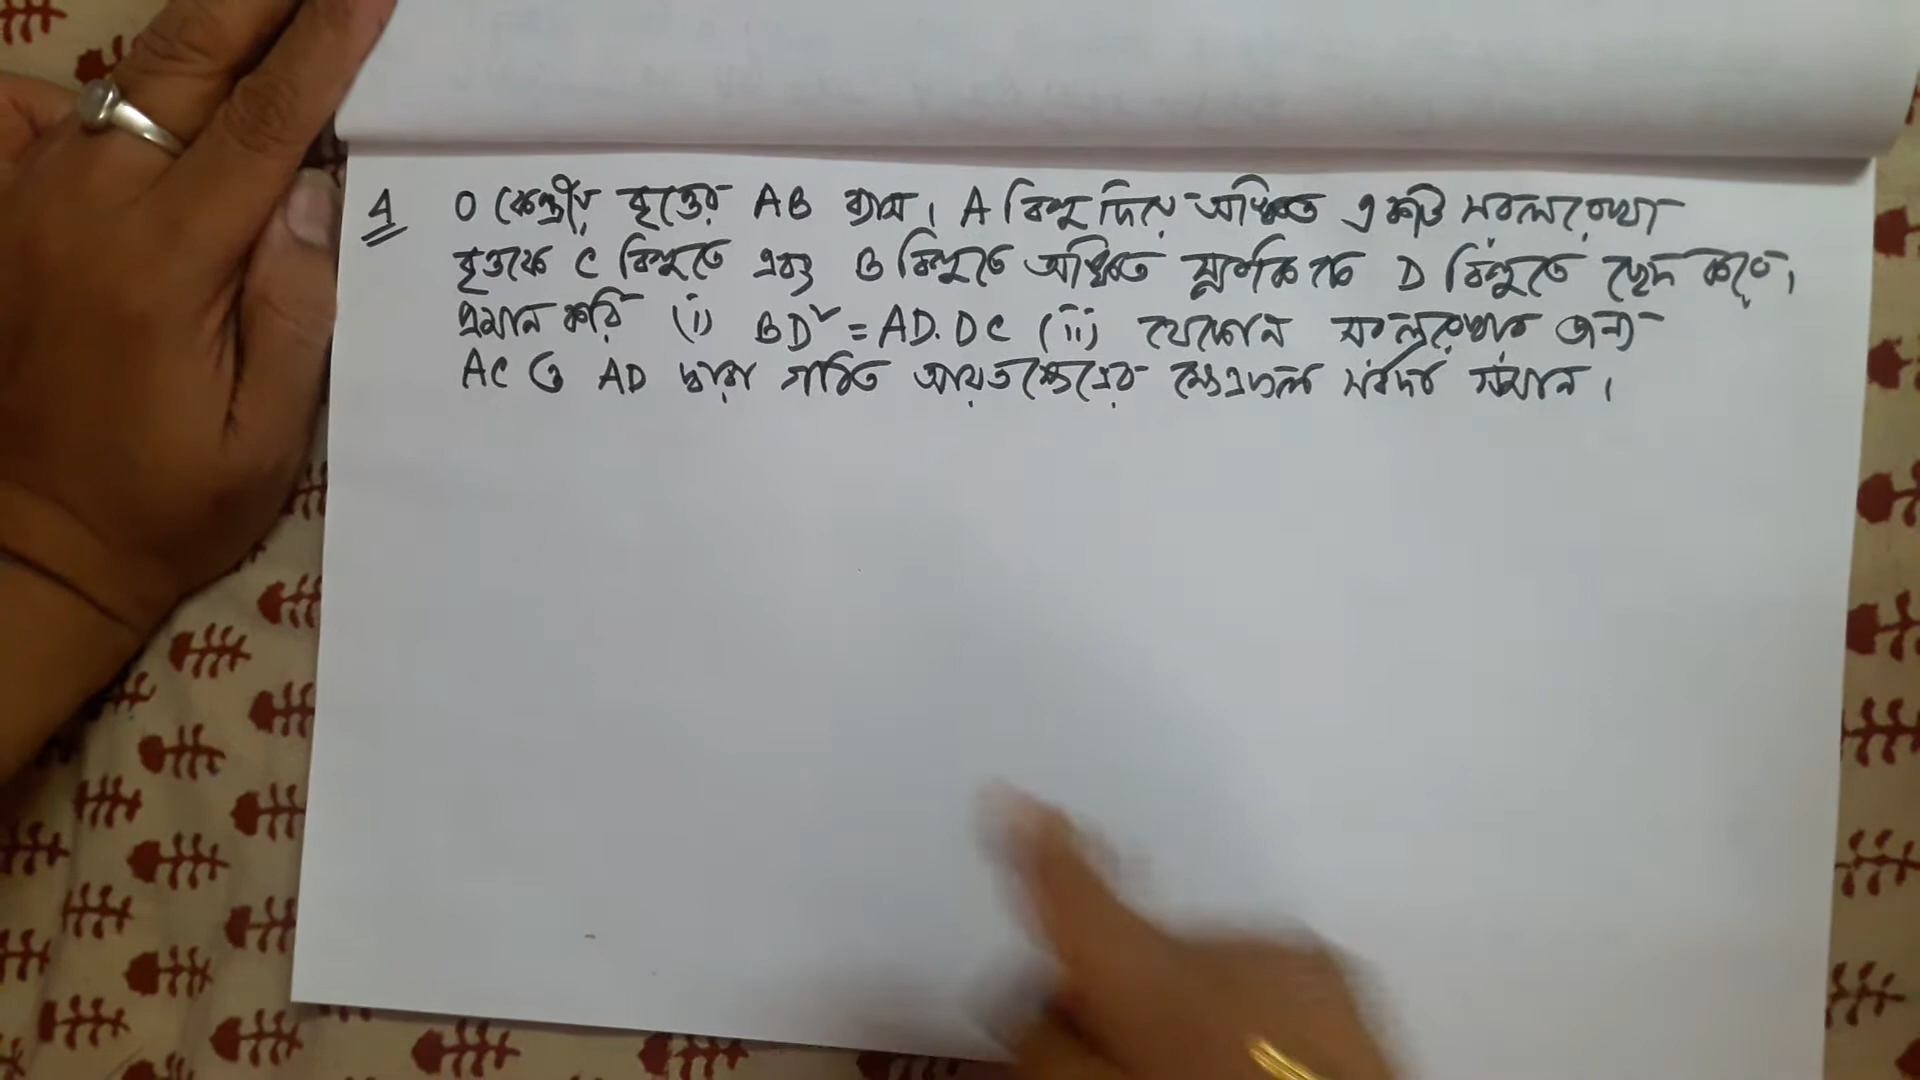 4 O কেন্দ্রীয় বৃত্তের AB ব্যাস। A বিন্দু দিয়ে অঙ্কিত একটি সরলরেখা
বৃত্তকে C বিন্দুতে এবং B বিন্দুতে অঙ্কিত স্পর্শককে D বিন্দুতে ছেদ করে।
প্রমান করি (i) BD² = AD.DC (ii) যেকোন সরলরেখার জন্য
AC ও AD দ্বারা গঠিত আয়তক্ষেত্রের ক্ষেত্রফল সর্বদা সমান।